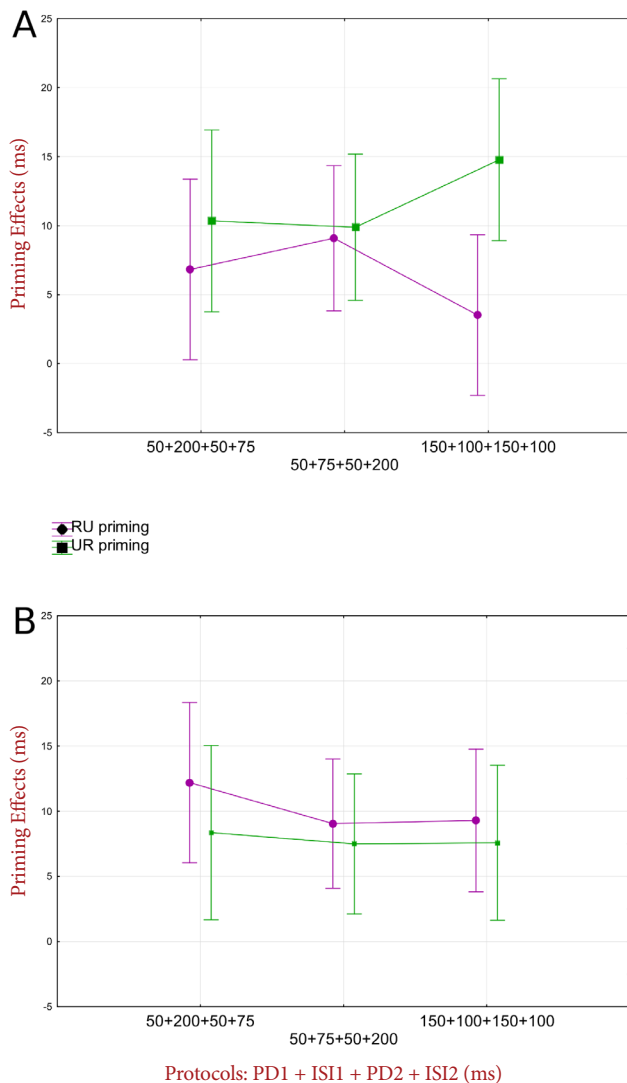 A
25
20
15
10
5
0
-5
Priming Effects (ms)
50+200+50+75
50+75+50+200
150+100+150+100
RU priming
UR priming
B
25
20
15
10
5
0
-5
Priming Effects (ms)
50+200+50+75
50+75+50+200
150+100+150+100
Protocols: PD1 + ISI1 + PD2 + ISI2 (ms)